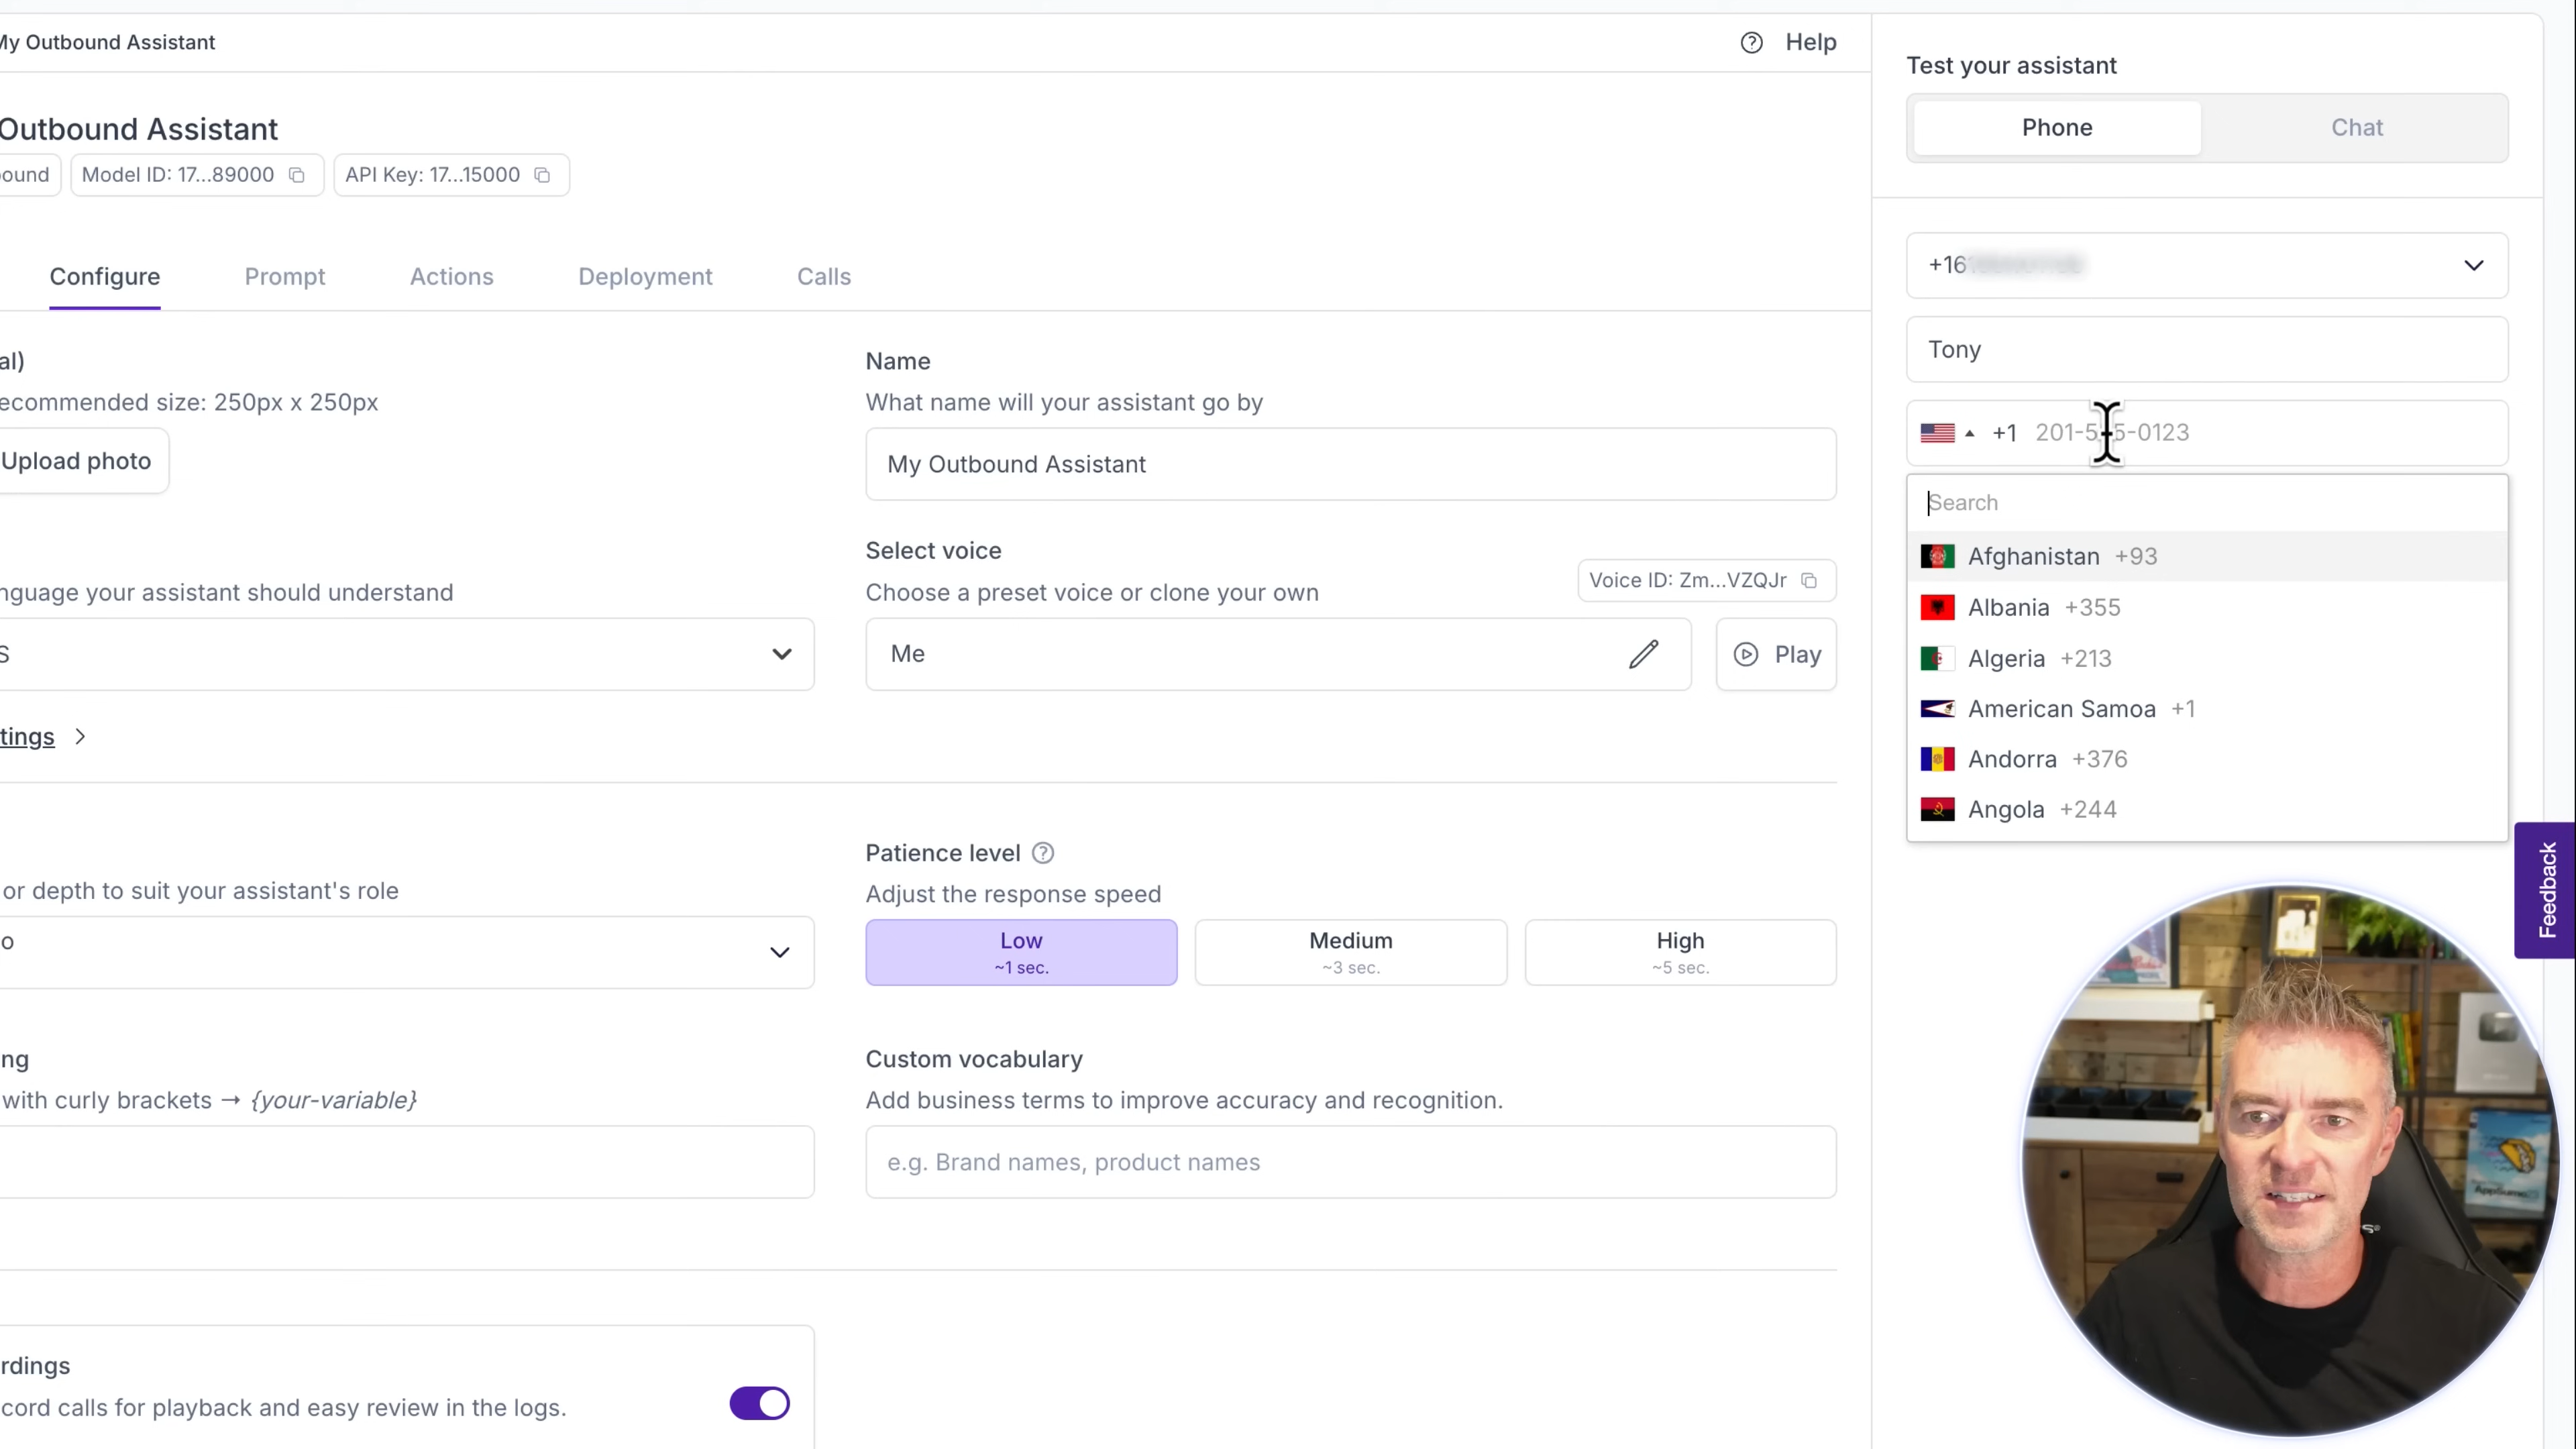 My Outbound Assistant
Help
Outbound Assistant
ound
Model ID: 17...89000
API Key: 17...15000
Configure
Prompt
Actions
Deployment
Calls
al)
ecommended size: 250px x 250px
Upload photo
Name
What name will your assistant go by
My Outbound Assistant
nguage your assistant should understand
S
Select voice
Choose a preset voice or clone your own
Voice ID: Zm...VZQJr
Me
Play
tings
or depth to suit your assistant's role
o
Patience level
Adjust the response speed
Low
~1 sec.
Medium
~3 sec.
High
~5 sec.
ng
with curly brackets → {your-variable}
Custom vocabulary
Add business terms to improve accuracy and recognition.
e.g. Brand names, product names
rdings
cord calls for playback and easy review in the logs.
Test your assistant
Phone
Chat
+16
Tony
+1 201-5 5-0123
Search
Afghanistan +93
Albania +355
Algeria +213
American Samoa +1
Andorra +376
Angola +244
Feedback
AppSumo